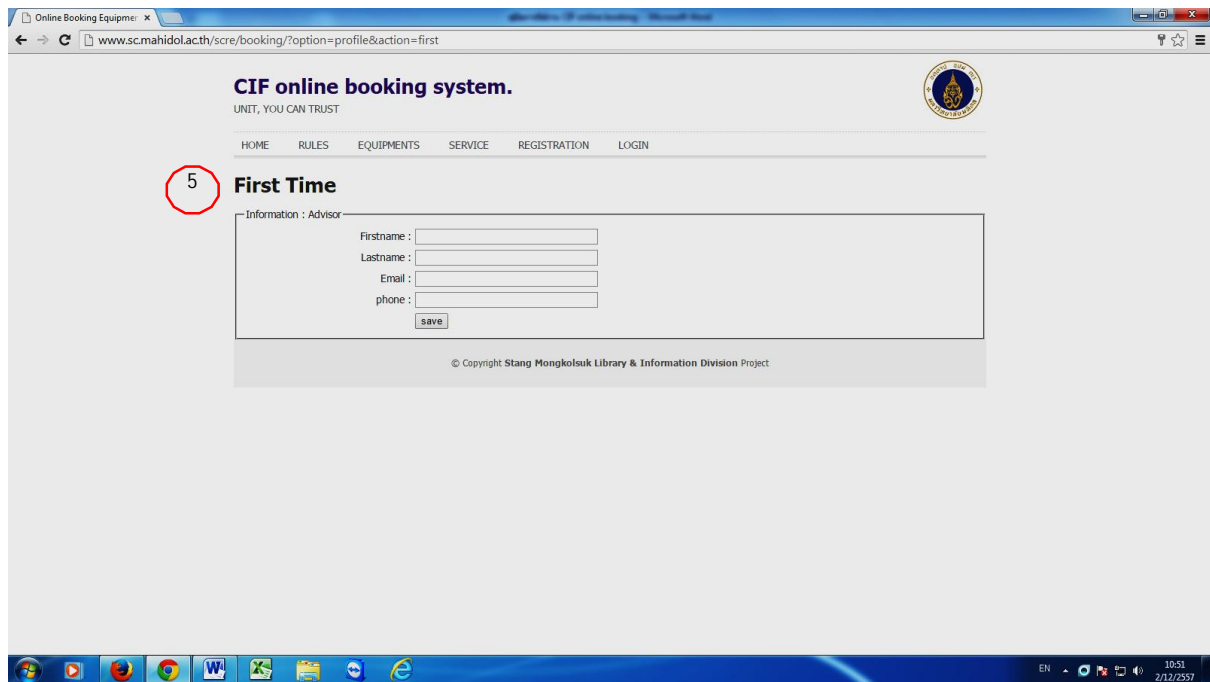 Online Booking Equipmer
www.sc.mahidol.ac.th/scre/booking/?option=profile&action=first
CIF online booking system.
UNIT, YOU CAN TRUST
HOME RULES EQUIPMENTS SERVICE REGISTRATION LOGIN
5
First Time
Information : Advisor
Firstname :
Lastname :
Email :
phone :
save
© Copyright Stang Mongkolsuk Library & Information Division Project
EN
10:51
2/12/2557